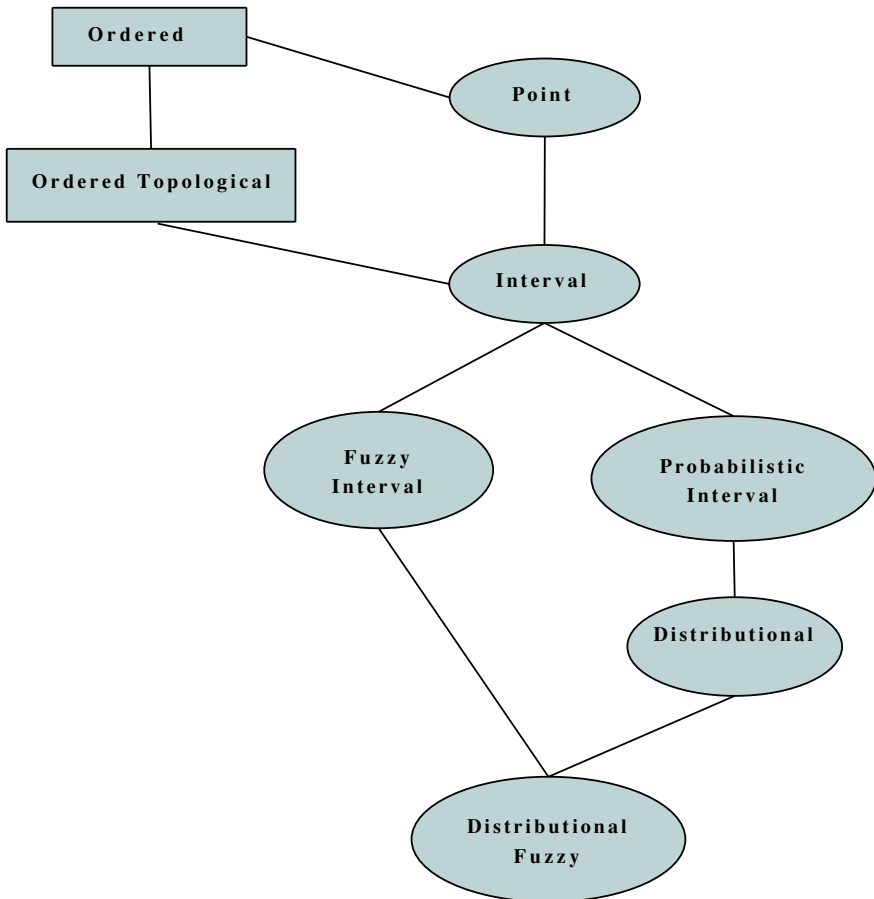 Ordered
Point
Ordered Topological
Interval
Fuzzy
Interval
Probabilistic
Interval
Distributional
Distributional
Fuzzy